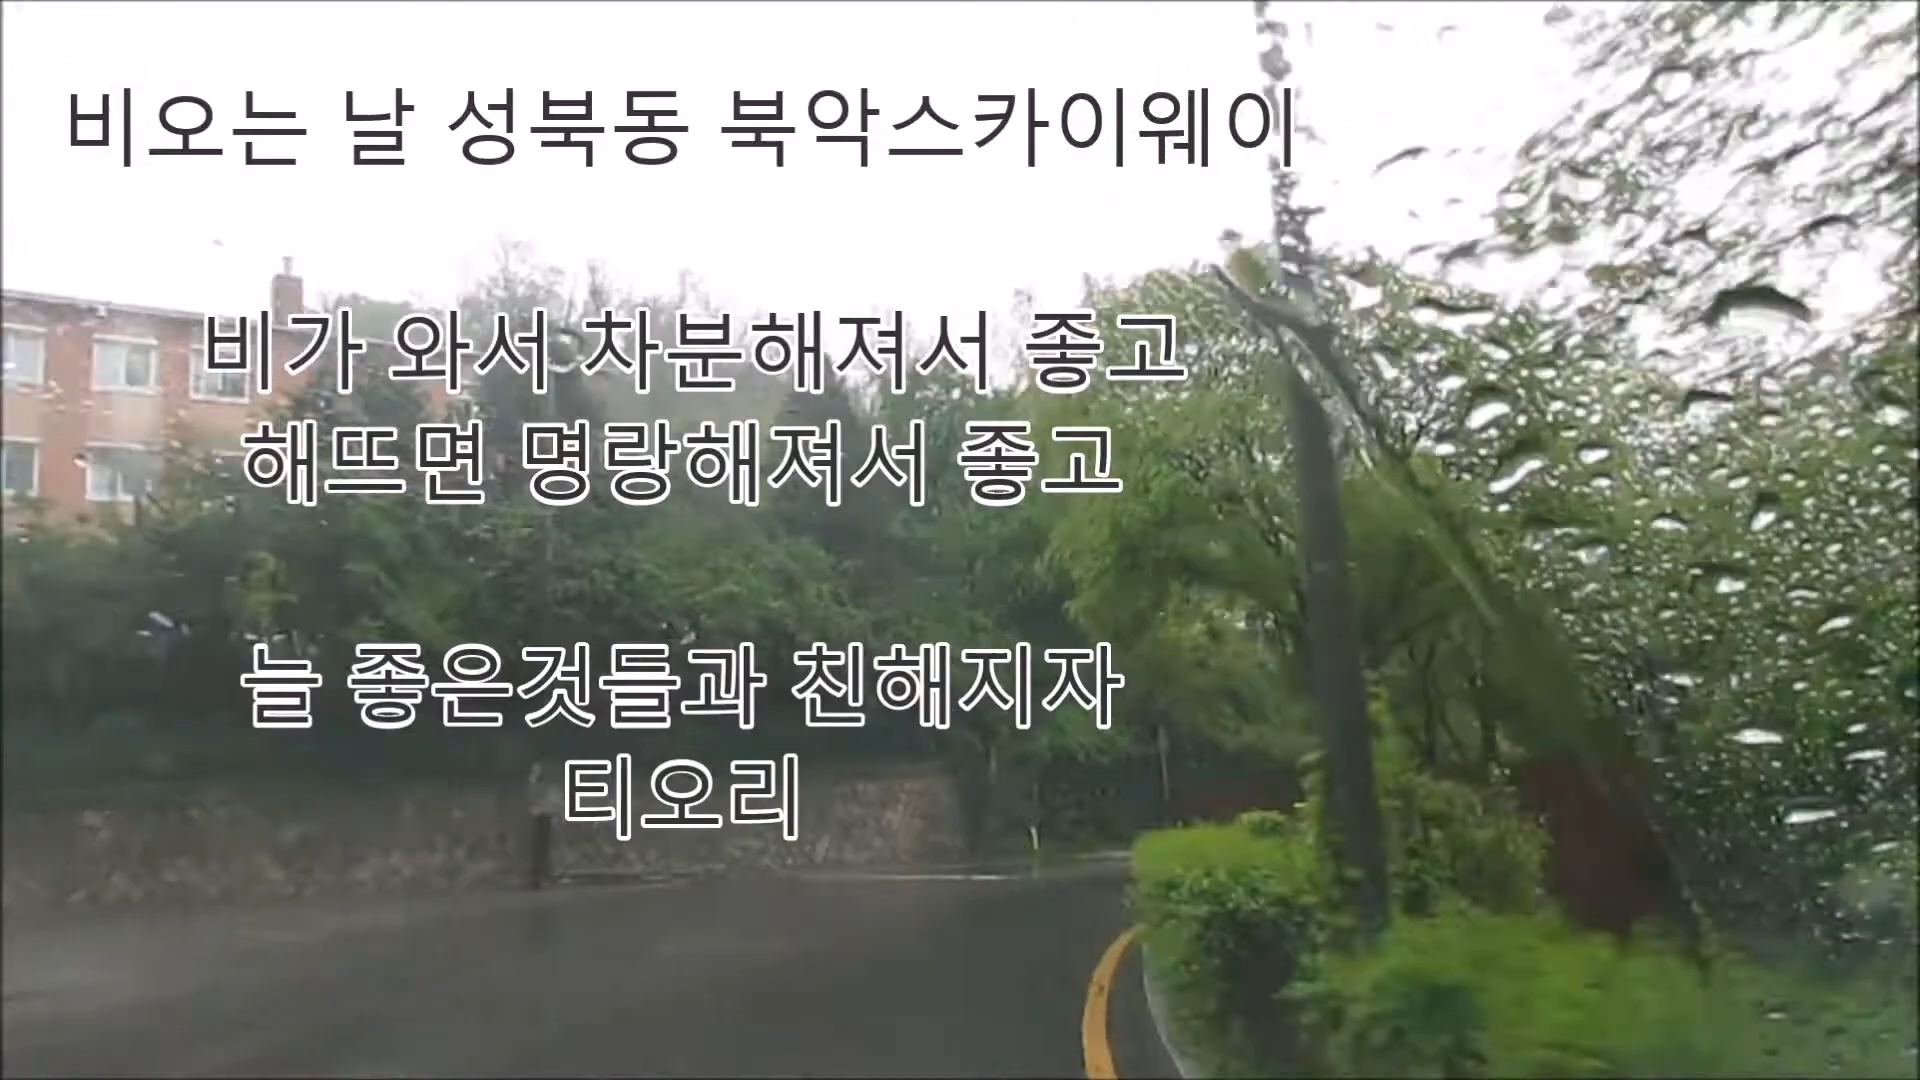 비오는 날 성북동 북악스카이웨이
비가 와서 차분해져서 좋고
해뜨면 명랑해져서 좋고
늘 좋은것들과 친해지자
티오리